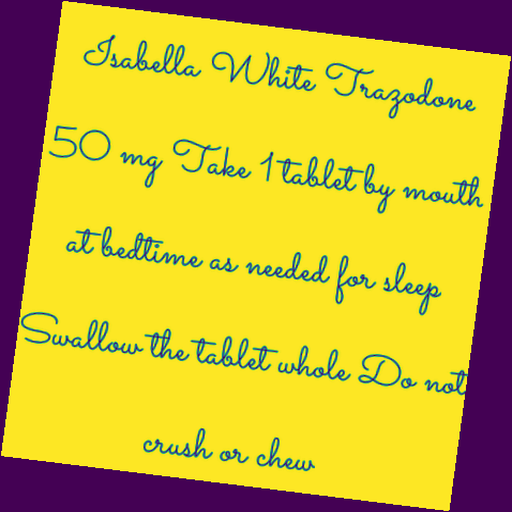 Isabella White Trazodone
50 mg Take 1 tablet by mouth
at bedtime as needed for sleep
Swallow the tablet whole Do not
crush or chew